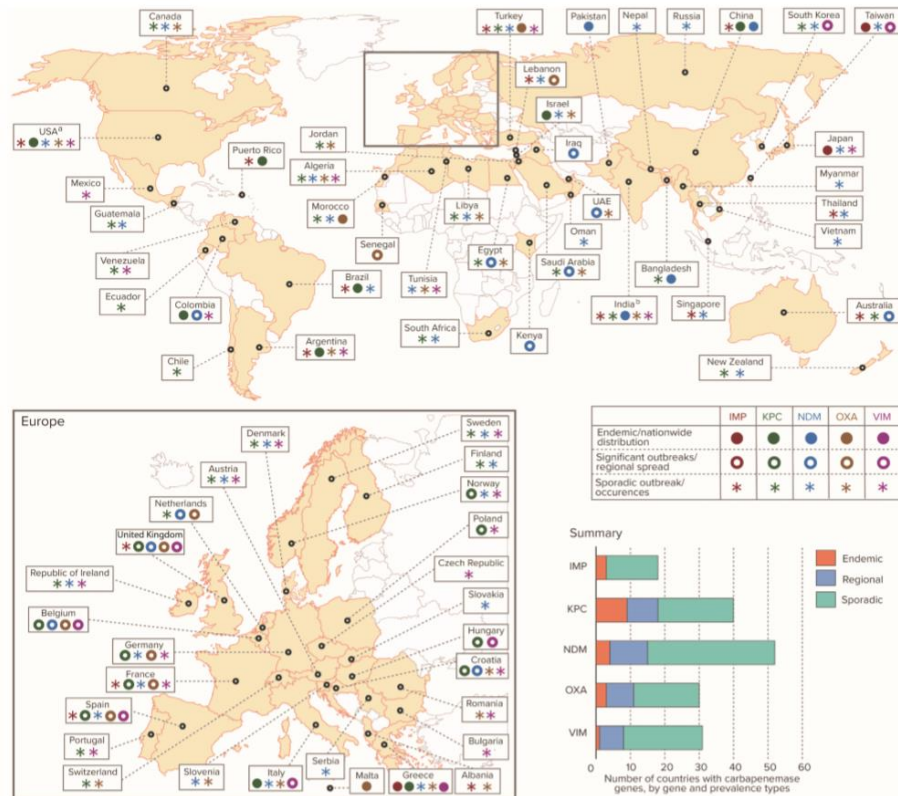 Canada
Turkey
Pakistan
Nepal
Russia
China
South Korea
Taiwan
Lebanon
Israel
USAᵃ
Puerto Rico
Jordan
Iraq
Japan
Algeria
Mexico
Myanmar
Guatemala
Morocco
Libya
UAE
Thailand
Senegal
Oman
Vietnam
Venezuela
Egypt
Saudi Arabia
Bangladesh
Ecuador
Colombia
Brazil
Tunisia
Indiaᵇ
Singapore
Australia
South Africa
Kenya
Argentina
Chile
New Zealand
Europe
Sweden
Denmark
Finland
Austria
Norway
Netherlands
Poland
United Kingdom
Czech Republic
Republic of Ireland
Slovakia
Belgium
Hungary
Germany
Croatia
France
Romania
Spain
Bulgaria
Portugal
Serbia
Switzerland
Slovenia
Italy
Malta
Greece
Albania
IMP KPC NDM OXA VIM
Endemic/nationwide
distribution
Significant outbreaks/
regional spread
Sporadic outbreak/
occurences
Summary
IMP
KPC
NDM
OXA
VIM
Endemic
Regional
Sporadic
0 10 20 30 40 50 60
Number of countries with carbapenemase
genes, by gene and prevalence types